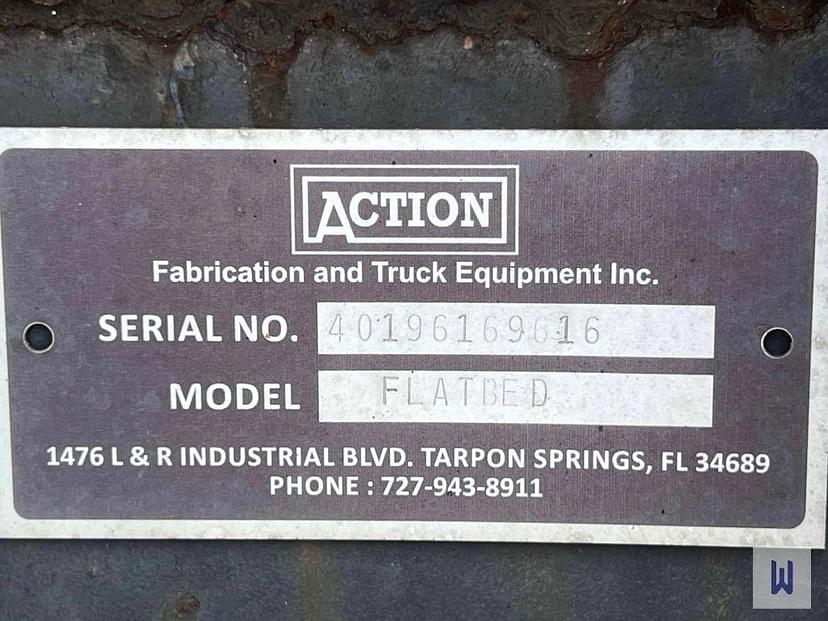 ACTION
Fabrication and Truck Equipment Inc.
SERIAL NO. 40196169616
MODEL FLATBED
1476 L & R INDUSTRIAL BLVD. TARPON SPRINGS, FL 34689
PHONE : 727-943-8911
W